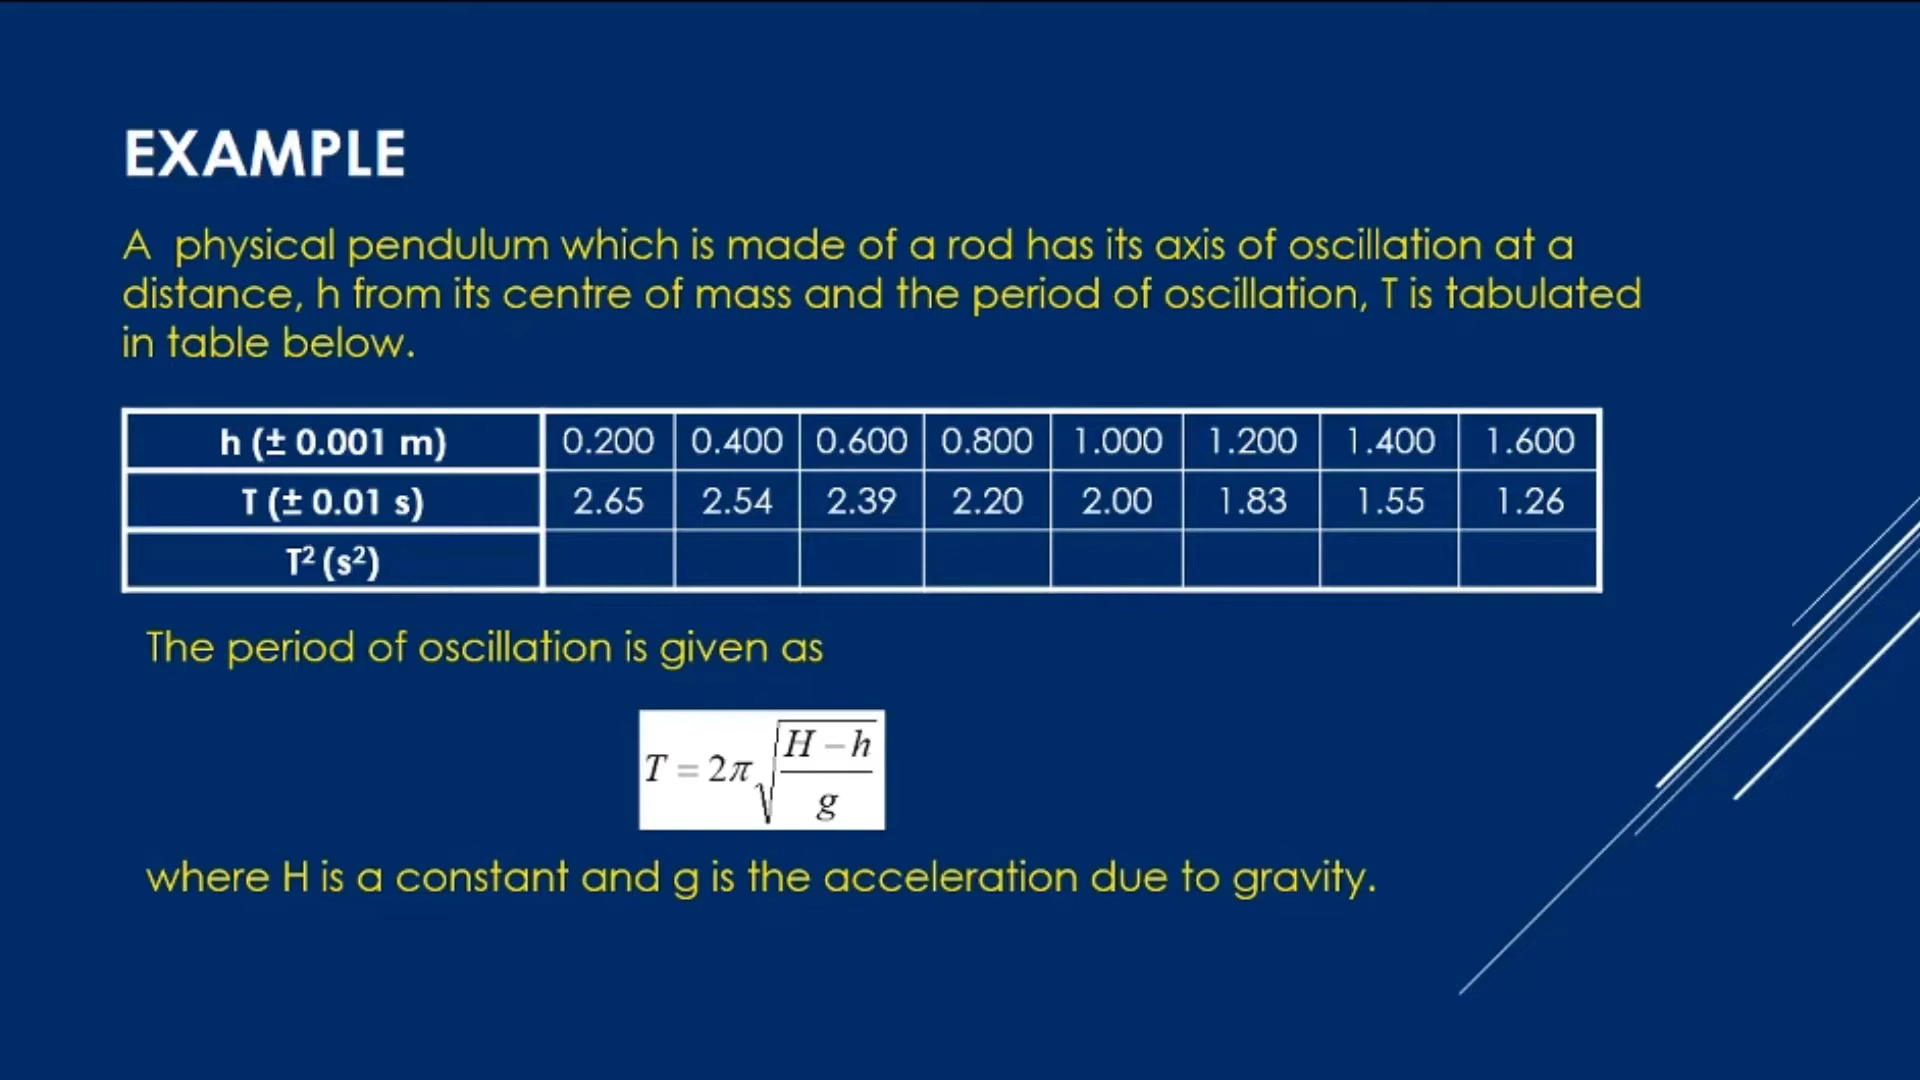 EXAMPLE
A physical pendulum which is made of a rod has its axis of oscillation at a
distance, h from its centre of mass and the period of oscillation, T is tabulated
in table below.
h (± 0.001 m) 0.200 0.400 0.600 0.800 1.000 1.200 1.400 1.600
T (± 0.01 s) 2.65 2.54 2.39 2.20 2.00 1.83 1.55 1.26
T² (s²)
The period of oscillation is given as
T = 2π√((H − h)/g)
where H is a constant and g is the acceleration due to gravity.